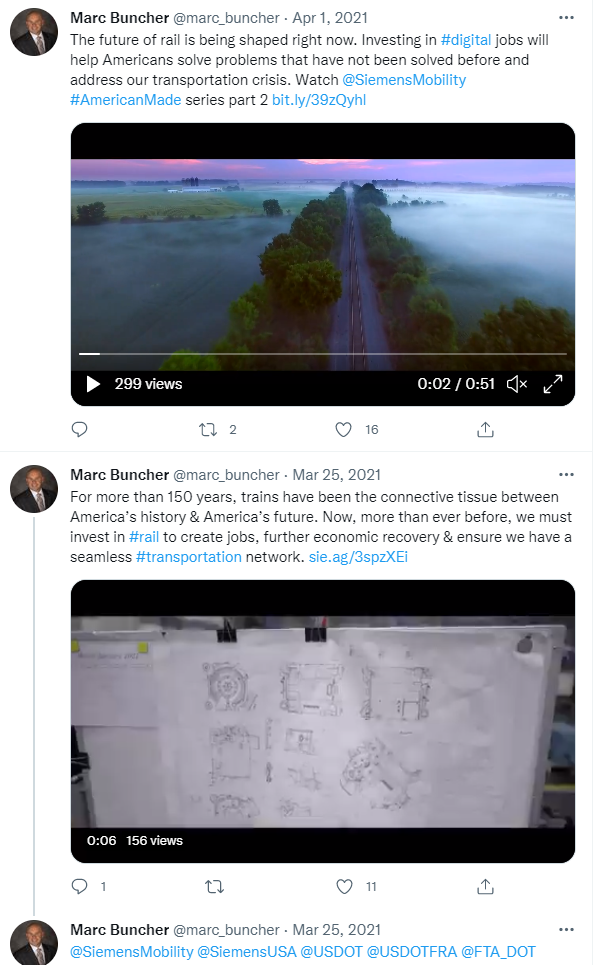 Marc Buncher @marc_buncher · Apr 1, 2021
The future of rail is being shaped right now. Investing in #digital jobs will
help Americans solve problems that have not been solved before and
address our transportation crisis. Watch @SiemensMobility
#AmericanMade series part 2 bit.ly/39zQyhl
299 views
0:02 / 0:51
2
16
Marc Buncher @marc_buncher · Mar 25, 2021
For more than 150 years, trains have been the connective tissue between
America's history & America's future. Now, more than ever before, we must
invest in #rail to create jobs, further economic recovery & ensure we have a
seamless #transportation network. sie.ag/3spzXEi
0:06 156 views
1
11
Marc Buncher @marc_buncher · Mar 25, 2021
@SiemensMobility @SiemensUSA @USDOT @USDOTFRA @FTA_DOT